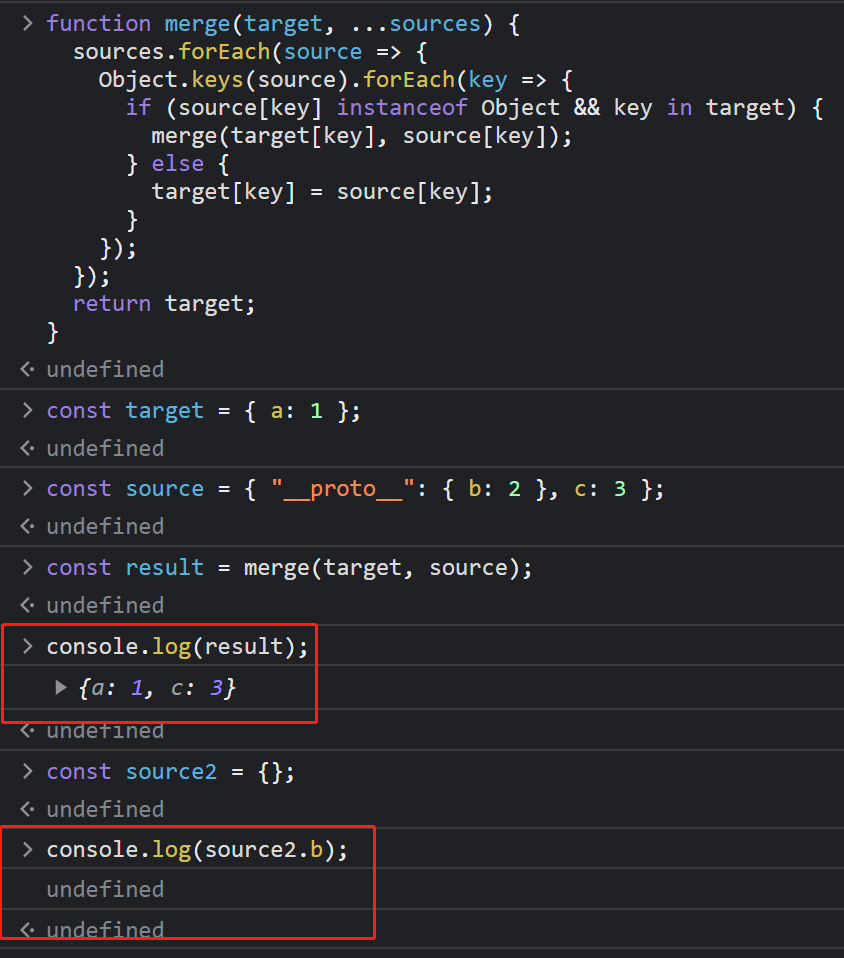 > function merge(target, ...sources) {
sources.forEach(source => {
Object.keys(source).forEach(key => {
if (source[key] instanceof Object && key in target) {
merge(target[key], source[key]);
} else {
target[key] = source[key];
}
});
});
return target;
}
undefined
> const target = { a: 1 };
undefined
> const source = { "__proto__": { b: 2 }, c: 3 };
undefined
> const result = merge(target, source);
undefined
> console.log(result);
{a: 1, c: 3}
undefined
> const source2 = {};
undefined
> console.log(source2.b);
undefined
undefined